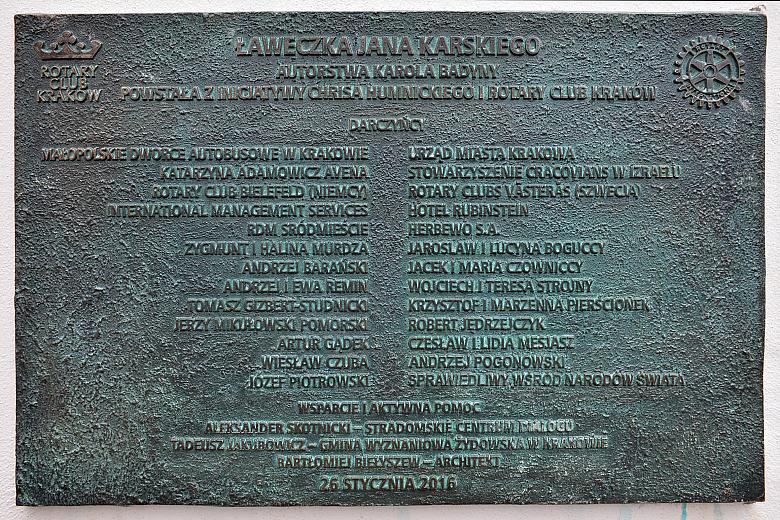 ROTARY
CLUB
KRAKÓW
ŁAWECZKA JANA KARSKIEGO
AUTORSTWA KAROLA BADYNY
POWSTAŁA Z INICJATYWY CHRISA HUMNICKIEGO I ROTARY CLUB KRAKÓW
DARCZYŃCY
MAŁOPOLSKIE DWORCE AUTOBUSOWE W KRAKOWIE
KATARZYNA ADAMOWICZ AVENA
ROTARY CLUB BIELEFELD (NIEMCY)
INTERNATIONAL MANAGEMENT SERVICES
RDM ŚRÓDMIEŚCIE
ZYGMUNT I HALINA MURDZA
ANDRZEJ BARAŃSKI
ANDRZEJ I EWA REMIN
TOMASZ GIZBERT-STUDNICKI
JERZY MIKUŁOWSKI POMORSKI
ARTUR GĄDEK
WIESŁAW CZUBA
JÓZEF PIOTROWSKI
URZĄD MIASTA KRAKOWA
STOWARZYSZENIE CRACOVIANS W IZRAELU
ROTARY CLUBS VÄSTERÅS (SZWECJA)
HOTEL RUBINSTEIN
HERBEWO S.A.
JAROSŁAW I LUCYNA BOGUCCY
JACEK I MARIA CZOWNICCY
WOJCIECH I TERESA STROJNY
KRZYSZTOF I MARZENNA PIERŚCIONEK
ROBERT JĘDRZEJCZYK
CZESŁAW I LIDIA MESJASZ
ANDRZEJ POGONOWSKI
SPRAWIEDLIWY WŚRÓD NARODÓW ŚWIATA
WSPARCIE I AKTYWNA POMOC
ALEKSANDER SKOTNICKI – STRADOMSKIE CENTRUM DIALOGU
TADEUSZ JAKUBOWICZ – GMINA WYZNANIOWA ŻYDOWSKA W KRAKOWIE
BARTŁOMIEJ BIEŁYSZEW – ARCHITEKT
26 STYCZNIA 2016